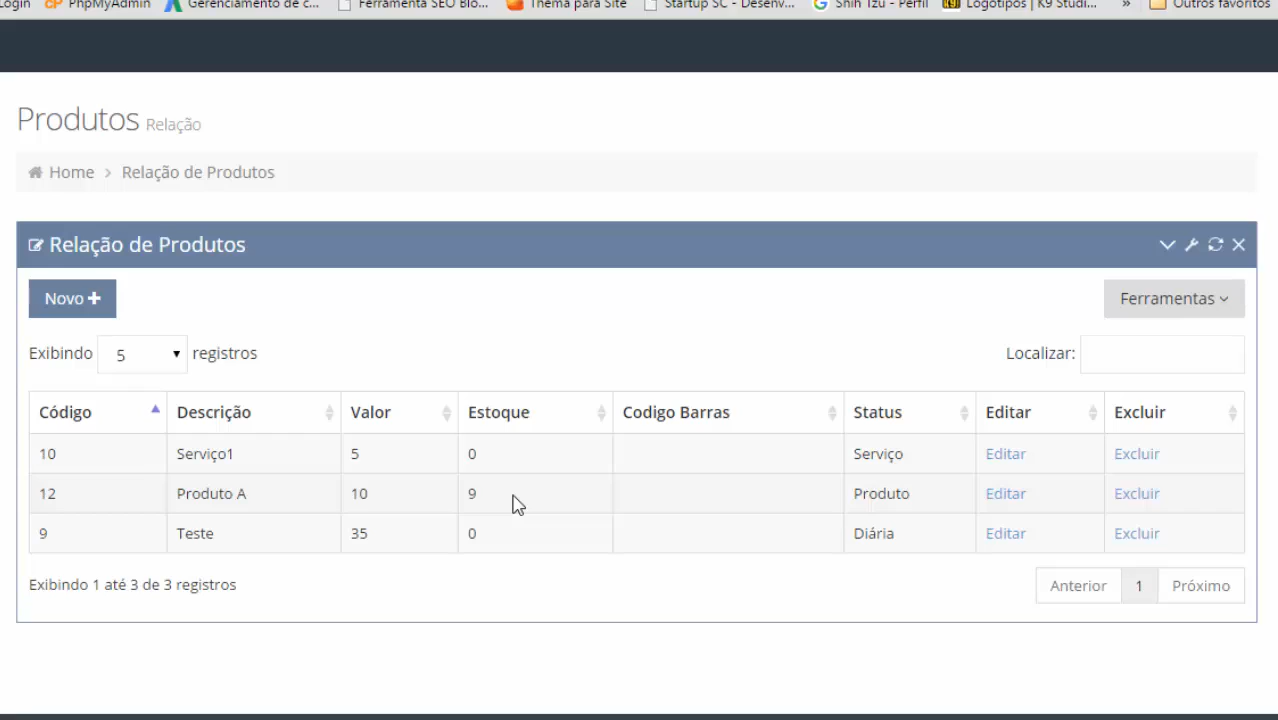 Login PhpMyAdmin Gerenciamento de c... Ferramenta SEO Blo... Thema para Site Startup SC - Desenv... Shih Tzu - Perfil Logotipos | K9 Studi... » Outros favoritos
Produtos Relação
Home > Relação de Produtos
Relação de Produtos
Novo
Ferramentas
Exibindo 5 registros
Localizar:
Código Descrição Valor Estoque Codigo Barras Status Editar Excluir
10 Serviço1 5 0 Serviço Editar Excluir
12 Produto A 10 9 Produto Editar Excluir
9 Teste 35 0 Diária Editar Excluir
Exibindo 1 até 3 de 3 registros
Anterior 1 Próximo